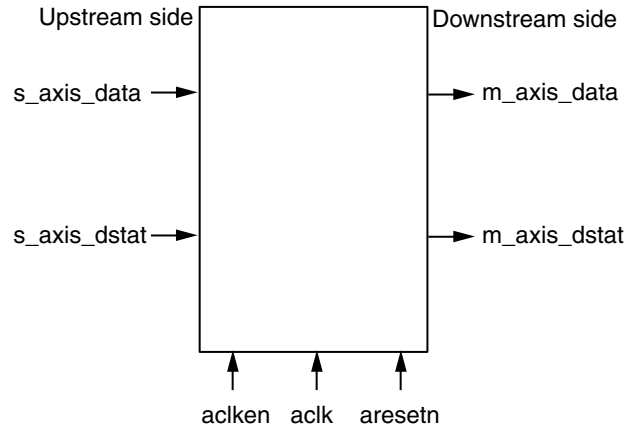 Upstream side
Downstream side
s_axis_data
m_axis_data
s_axis_dstat
m_axis_dstat
aclken
aclk
aresetn